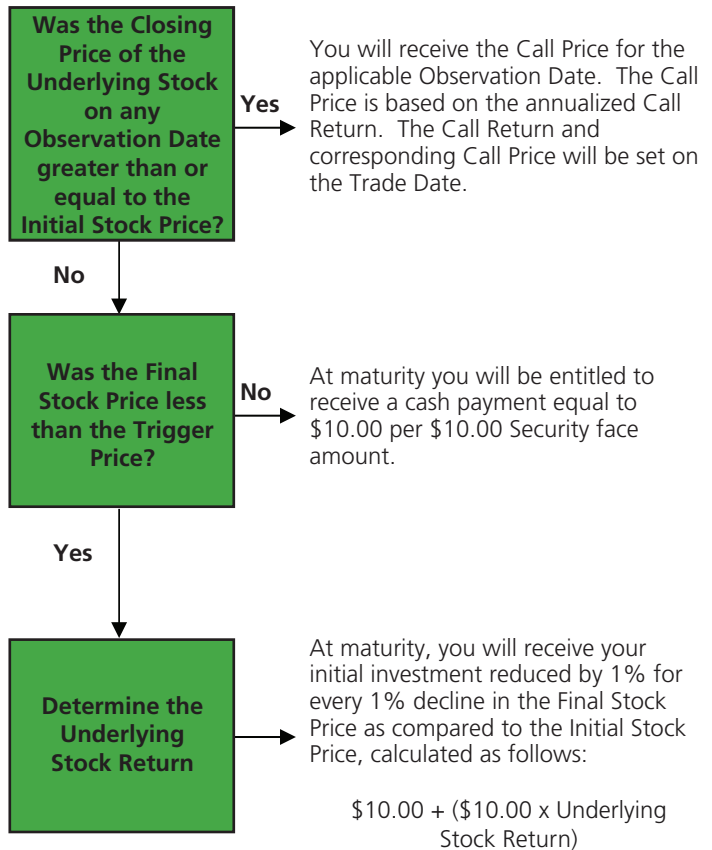 Was the Closing
Price of the
Underlying Stock
on any
Observation Date
greater than or
equal to the
Initial Stock Price?
Yes
You will receive the Call Price for the
applicable Observation Date. The Call
Price is based on the annualized Call
Return. The Call Return and
corresponding Call Price will be set on
the Trade Date.
No
Was the Final
Stock Price less
than the Trigger
Price?
No
At maturity you will be entitled to
receive a cash payment equal to
$10.00 per $10.00 Security face
amount.
Yes
Determine the
Underlying
Stock Return
At maturity, you will receive your
initial investment reduced by 1% for
every 1% decline in the Final Stock
Price as compared to the Initial Stock
Price, calculated as follows:
$10.00 + ($10.00 x Underlying
Stock Return)